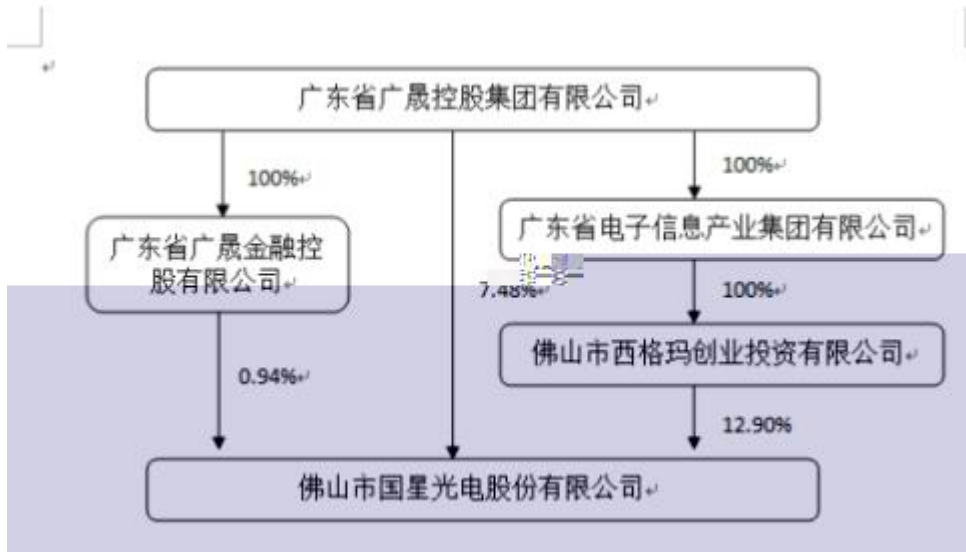 广东省广晟控股集团有限公司
100%
100%
广东省广晟金融控
股有限公司
广东省电子信息产业集团有限公司
7.48%
100%
佛山市西格玛创业投资有限公司
0.94%
12.90%
佛山市国星光电股份有限公司